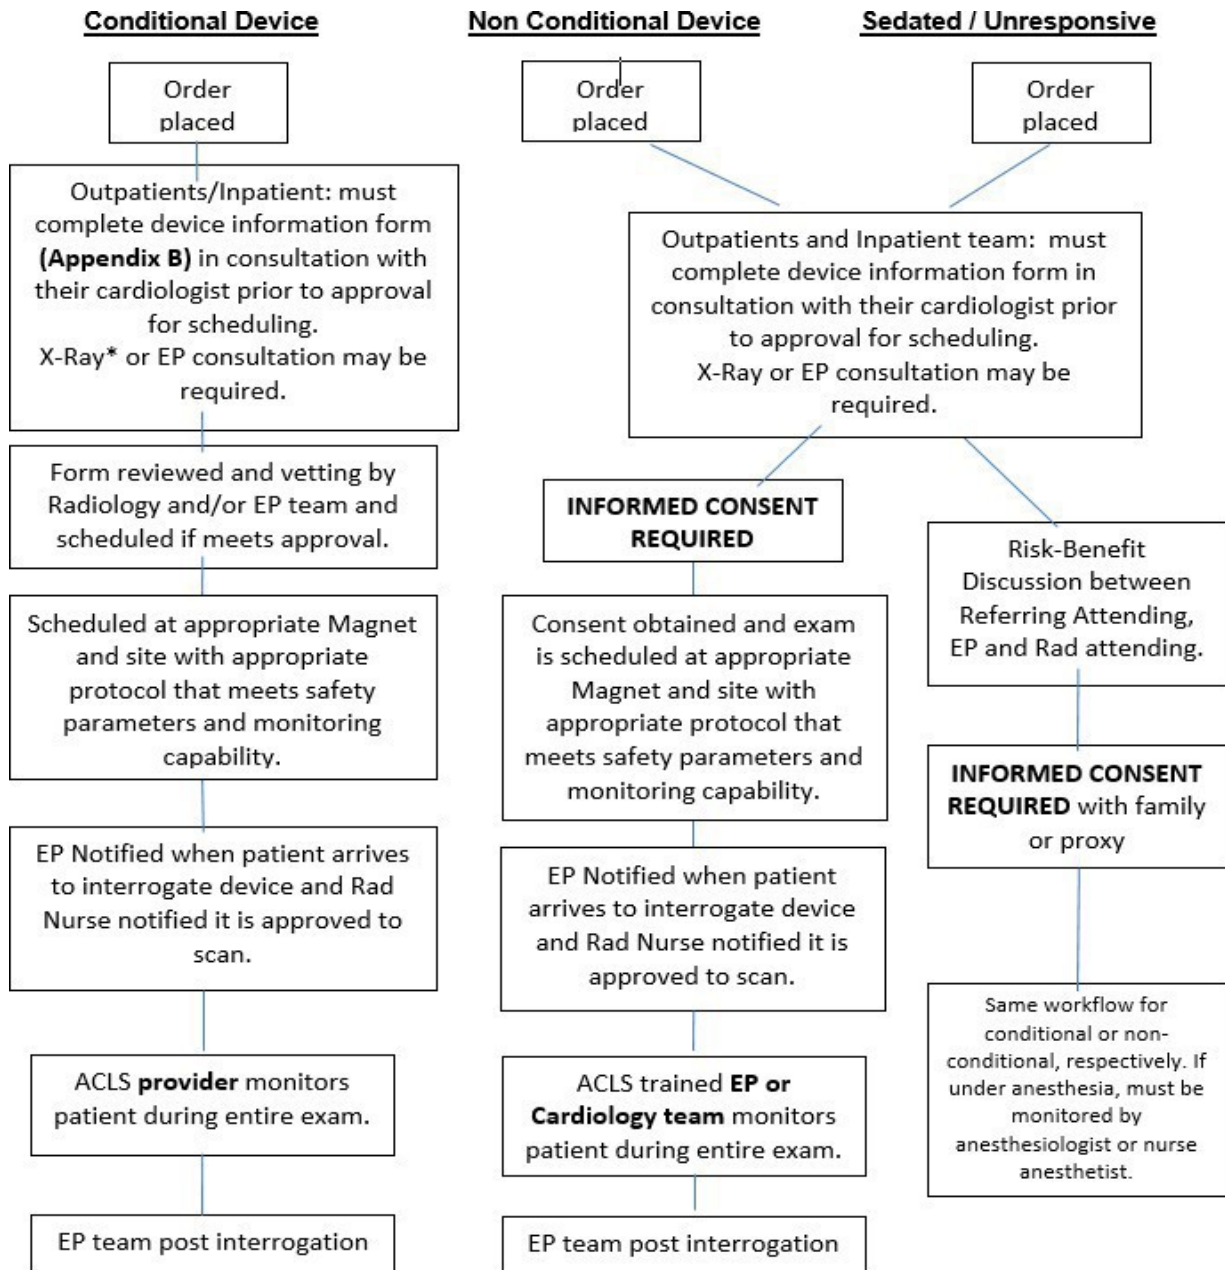 Conditional Device
Order
placed
Outpatients/Inpatient: must
complete device information form
(Appendix B) in consultation with
their cardiologist prior to approval
for scheduling.
X-Ray* or EP consultation may be
required.
Form reviewed and vetting by
Radiology and/or EP team and
scheduled if meets approval.
Scheduled at appropriate Magnet
and site with appropriate
protocol that meets safety
parameters and monitoring
capability.
EP Notified when patient arrives
to interrogate device and Rad
Nurse notified it is approved to
scan.
ACLS provider monitors
patient during entire exam.
EP team post interrogation
Non Conditional Device
Order
placed
Sedated / Unresponsive
Order
placed
Outpatients and Inpatient team: must
complete device information form in
consultation with their cardiologist prior
to approval for scheduling.
X-Ray or EP consultation may be
required.
INFORMED CONSENT
REQUIRED
Consent obtained and exam
is scheduled at appropriate
Magnet and site with
appropriate protocol that
meets safety parameters and
monitoring capability.
EP Notified when patient
arrives to interrogate device
and Rad Nurse notified it is
approved to scan.
ACLS trained EP or
Cardiology team monitors
patient during entire exam.
EP team post interrogation
Risk-Benefit
Discussion between
Referring Attending,
EP and Rad attending.
INFORMED CONSENT
REQUIRED with family
or proxy
Same workflow for
conditional or non-
conditional, respectively. If
under anesthesia, must be
monitored by
anesthesiologist or nurse
anesthetist.